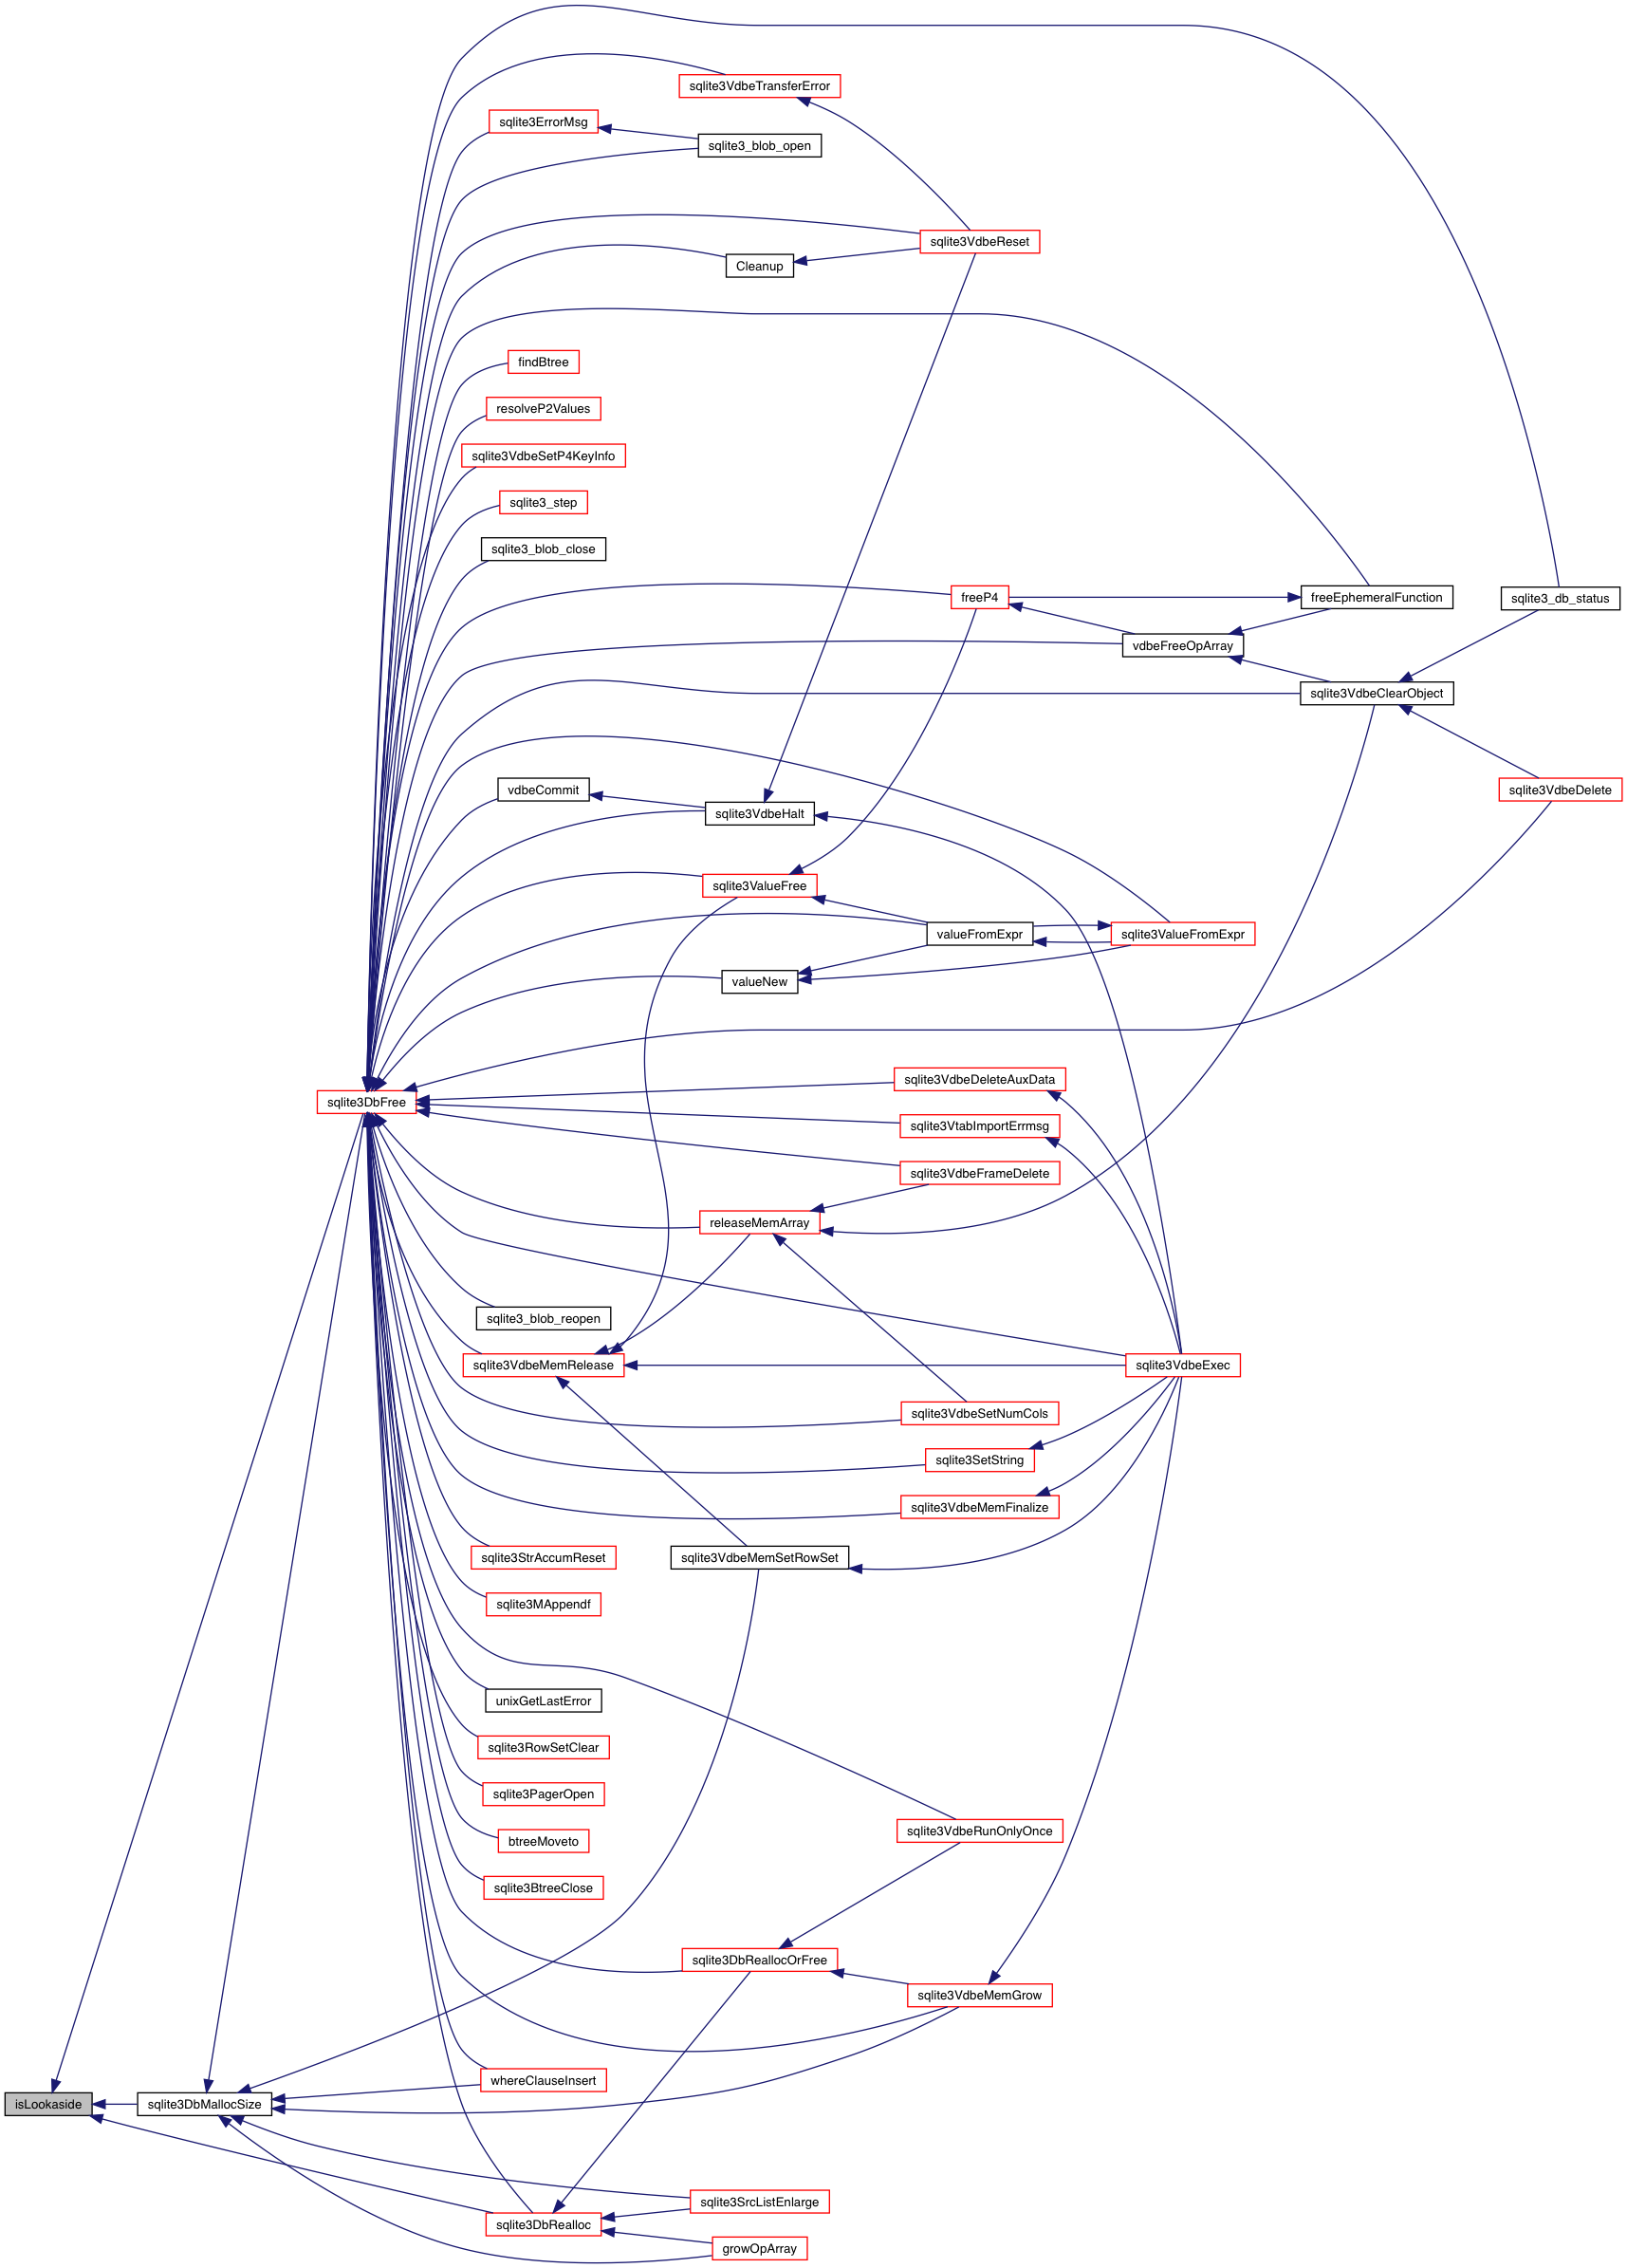 sqlite3VdbeTransferError
sqlite3ErrorMsg
sqlite3_blob_open
sqlite3VdbeReset
Cleanup
findBtree
resolveP2Values
sqlite3VdbeSetP4KeyInfo
sqlite3_step
sqlite3_blob_close
freeP4
freeEphemeralFunction
sqlite3_db_status
vdbeFreeOpArray
sqlite3VdbeClearObject
vdbeCommit
sqlite3VdbeDelete
sqlite3VdbeHalt
sqlite3ValueFree
valueFromExpr
sqlite3ValueFromExpr
valueNew
sqlite3VdbeDeleteAuxData
sqlite3DbFree
sqlite3VtabImportErrmsg
sqlite3VdbeFrameDelete
releaseMemArray
sqlite3_blob_reopen
sqlite3VdbeMemRelease
sqlite3VdbeExec
sqlite3VdbeSetNumCols
sqlite3SetString
sqlite3VdbeMemFinalize
sqlite3StrAccumReset
sqlite3VdbeMemSetRowSet
sqlite3MAppendf
unixGetLastError
sqlite3RowSetClear
sqlite3PagerOpen
sqlite3VdbeRunOnlyOnce
btreeMoveto
sqlite3BtreeClose
sqlite3DbReallocOrFree
sqlite3VdbeMemGrow
whereClauseInsert
isLookaside
sqlite3DbMallocSize
sqlite3SrcListEnlarge
sqlite3DbRealloc
growOpArray